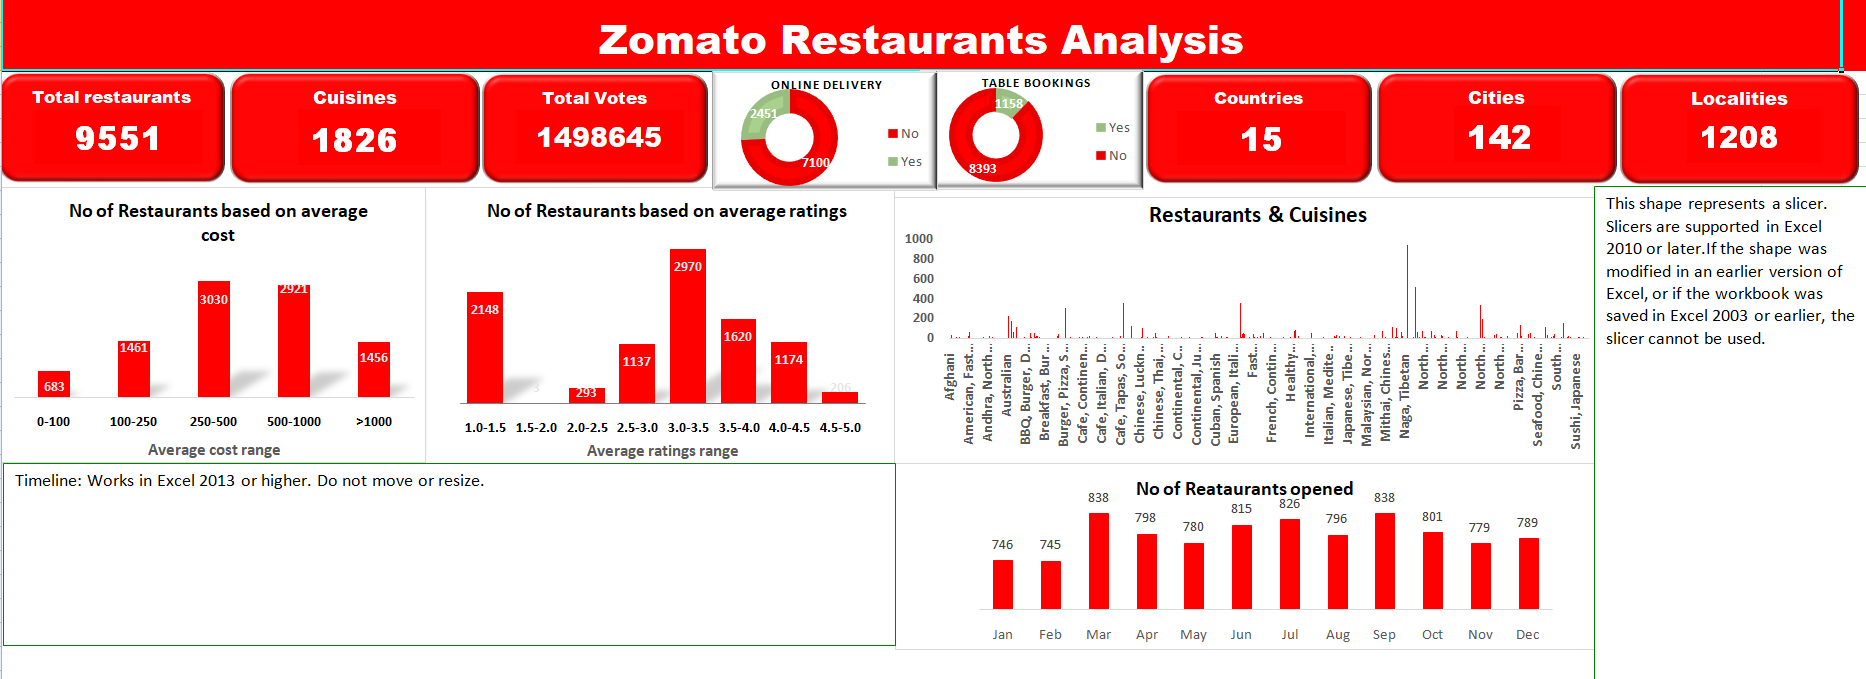 Zomato Restaurants Analysis
Total restaurants
9551
Cuisines
1826
Total Votes
1498645
ONLINE DELIVERY
2451
7100
No
Yes
TABLE BOOKINGS
1158
8393
Yes
No
Countries
15
Cities
142
Localities
1208
No of Restaurants based on average
cost
683
1461
3030
2921
1456
0-100
100-250
250-500
500-1000
>1000
Average cost range
No of Restaurants based on average ratings
2148
3
293
1137
2970
1620
1174
206
1.0-1.5
1.5-2.0
2.0-2.5
2.5-3.0
3.0-3.5
3.5-4.0
4.0-4.5
4.5-5.0
Average ratings range
Restaurants & Cuisines
1000
800
600
400
200
0
Afghani
American, Fast...
Andhra, North...
Australian
BBQ, Burger, D...
Breakfast, Bur...
Burger, Pizza, S...
Cafe, Continen...
Cafe, Italian, D...
Cafe, Tapas, So...
Chinese, Luckn..
Chinese, Thai,...
Continental, C..
Continental, Ju...
Cuban, Spanish
European, Itali...
Fast...
French, Contin...
Healthy...
International,...
Italian, Medite..
Japanese, Tibe...
Malaysian, Nor...
Mithai, Chines...
Naga, Tibetan
North...
North...
North...
North...
North...
Pizza, Bar...
Seafood, Chine...
South...
Sushi, Japanese
This shape represents a slicer.
Slicers are supported in Excel
2010 or later.If the shape was
modified in an earlier version of
Excel, or if the workbook was
saved in Excel 2003 or earlier, the
slicer cannot be used.
Timeline: Works in Excel 2013 or higher. Do not move or resize.
No of Reataurants opened
746
745
838
798
780
815
826
796
838
801
779
789
Jan
Feb
Mar
Apr
May
Jun
Jul
Aug
Sep
Oct
Nov
Dec